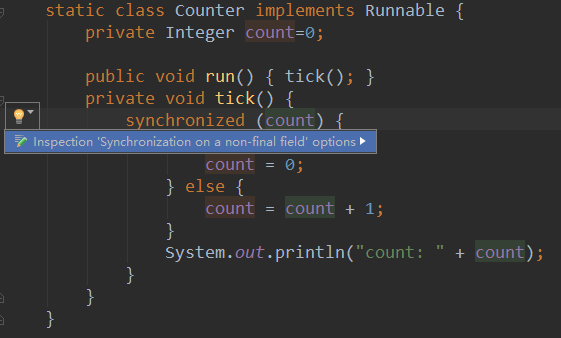 static class Counter implements Runnable {
private Integer count=0;
public void run() { tick(); }
private void tick() {
synchronized (count) {
Inspection 'Synchronization on a non-final field' options
count = 0;
} else {
count = count + 1;
}
System.out.println("count: " + count);
}
}
}